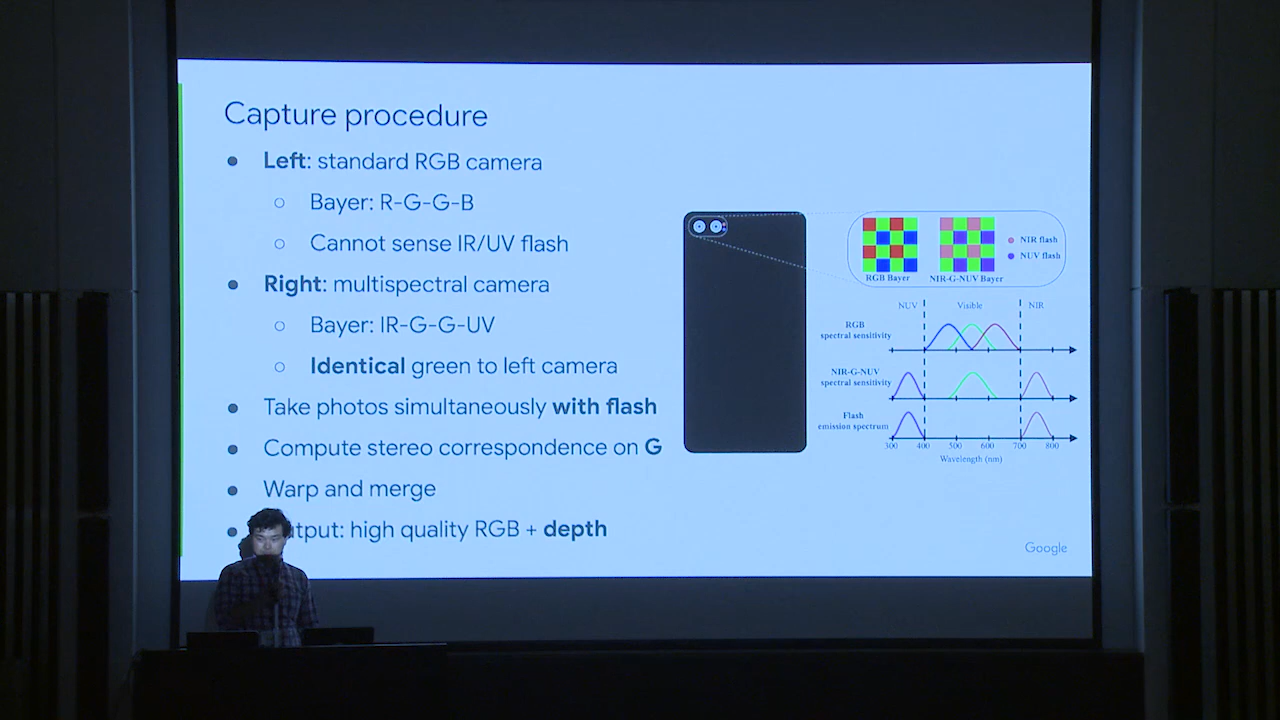 Capture procedure
● Left: standard RGB camera
○ Bayer: R-G-G-B
○ Cannot sense IR/UV flash
● Right: multispectral camera
○ Bayer: IR-G-G-UV
○ Identical green to left camera
● Take photos simultaneously with flash
● Compute stereo correspondence on G
● Warp and merge
● tput: high quality RGB + depth
RGB Bayer
NIR-G-NUV Bayer
NIR flash
NUV flash
NUV Visible NIR
RGB
spectral sensitivity
NIR-G-NUV
spectral sensitivity
Flash
emission spectrum
300 400 500 600 700 800
Wavelength (nm)
Google